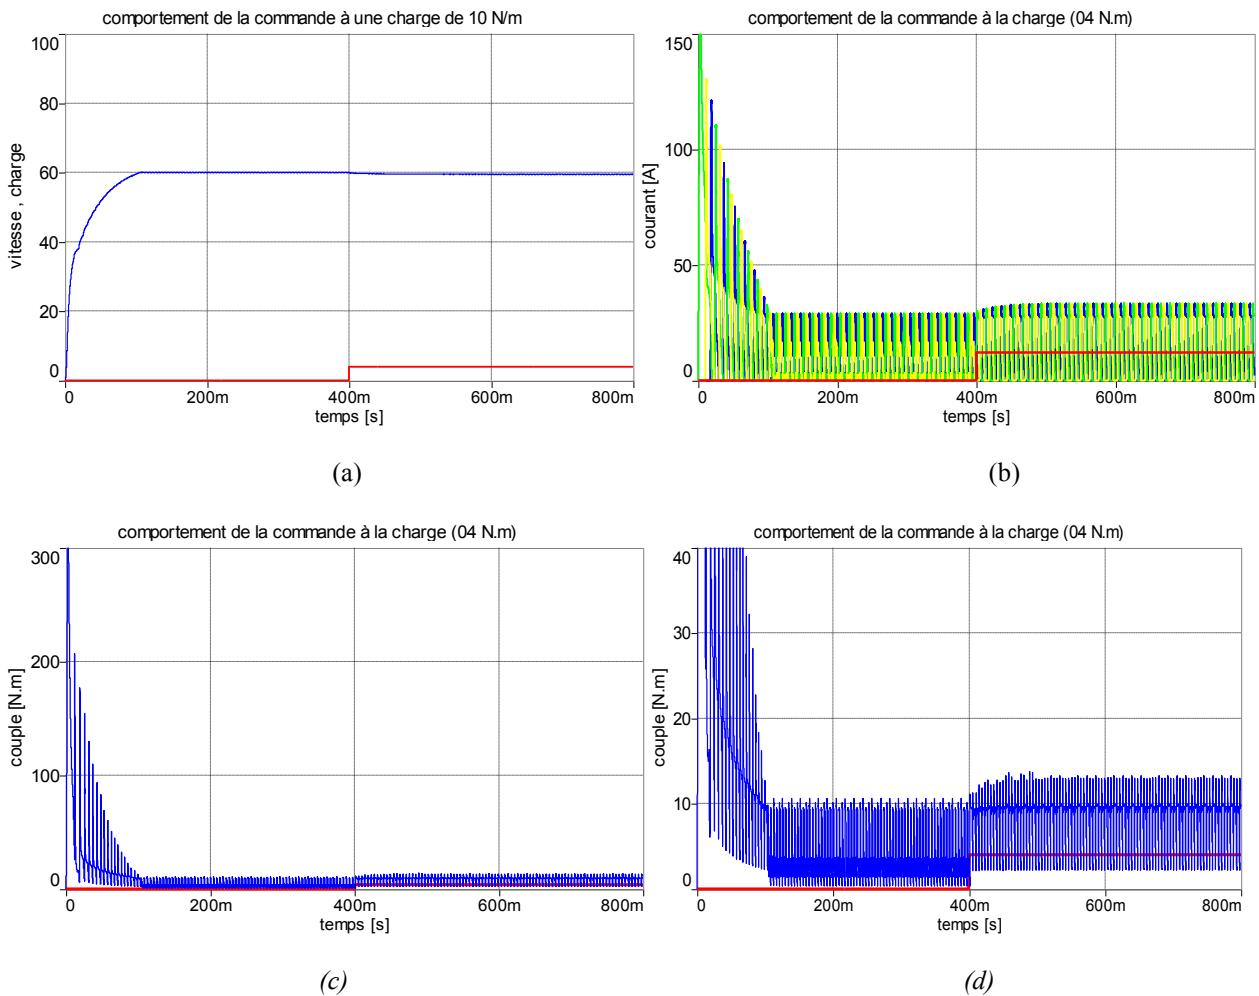 comportement de la commande à une charge de 10 N/m
100
80
60
40
20
0
vitesse , charge
0 200m 400m 600m 800m
temps [s]
(a)
comportement de la commande à la charge (04 N.m)
150
100
50
0
courant [A]
0 200m 400m 600m 800m
temps [s]
(b)
comportement de la commande à la charge (04 N.m)
300
200
100
0
couple [N.m]
0 200m 400m 600m 800m
temps [s]
(c)
comportement de la commande à la charge (04 N.m)
40
30
20
10
0
couple [N.m]
0 200m 400m 600m 800m
temps [s]
(d)